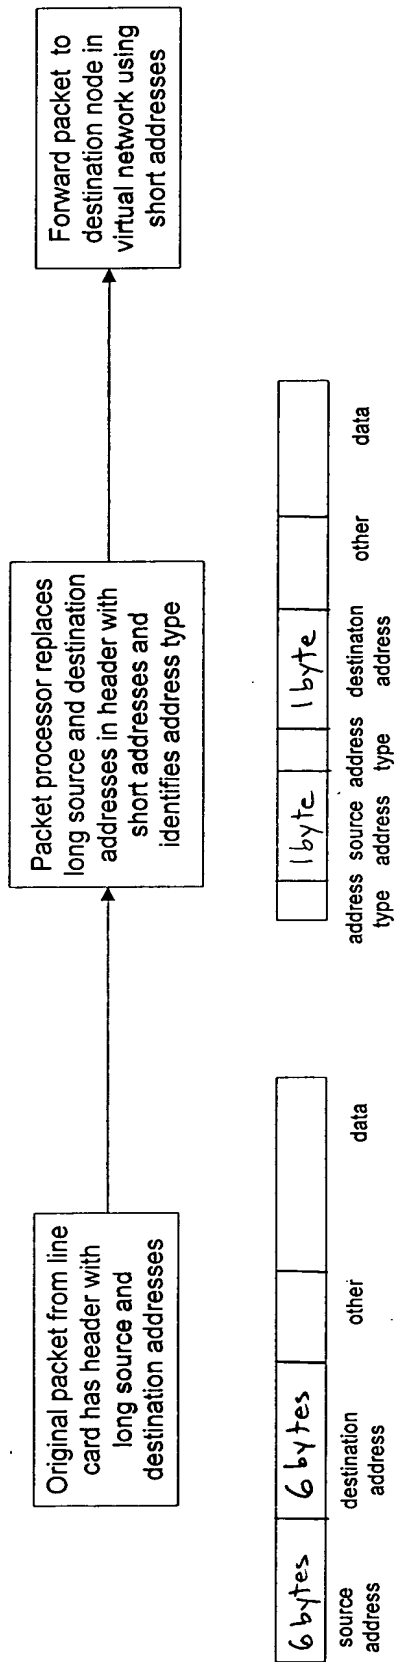 Original packet from line
card has header with
long source and
destination addresses
Packet processor replaces
long source and destination
addresses in header with
short addresses and
identifies address type
Forward packet to
destination node in
virtual network using
short addresses
6 bytes 6 bytes
source address destination address other data
1 byte 1 byte
address type source address address type destinaton address other data